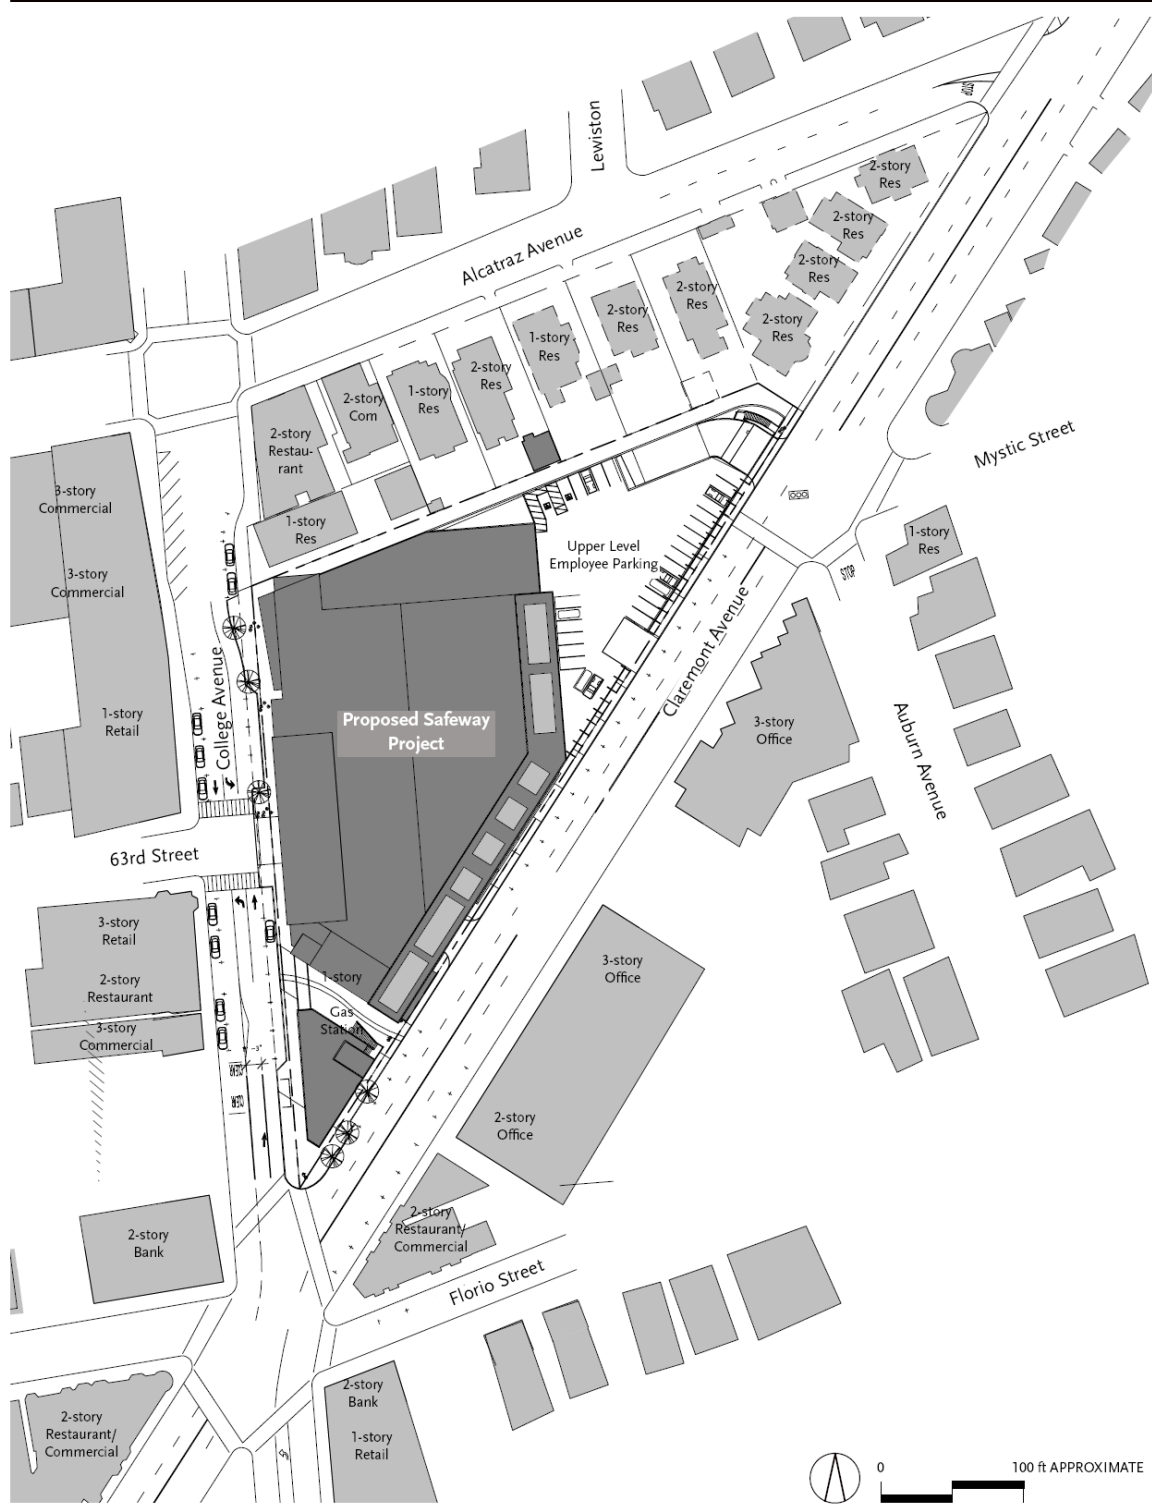 STOP
Lewiston
2-story
Res
2-story
Res
Alcatraz Avenue
2-story
Res
2-story
Res
2-story
Res
2-story
Res
1-story
Res
2-story
Res
1-story
Res
2-story
Com
2-story
Restau-
rant
Mystic Street
3-story
Commercial
1-story
Res
1-story
Res
Upper Level
Employee Parking
3-story
Commercial
STOP
Claremont Avenue
College Avenue
1-story
Retail
Proposed Safeway
Project
3-story
Office
Auburn Avenue
63rd Street
3-story
Retail
2-story
Restaurant
3-story
Commercial
1-story
Gas
Station
3-story
Office
CLEAR
CLEAR
2-story
Office
2-story
Bank
2-story
Restaurant/
Commercial
Florio Street
2-story
Bank
1-story
Retail
2-story
Restaurant/
Commercial
0
100 ft APPROXIMATE